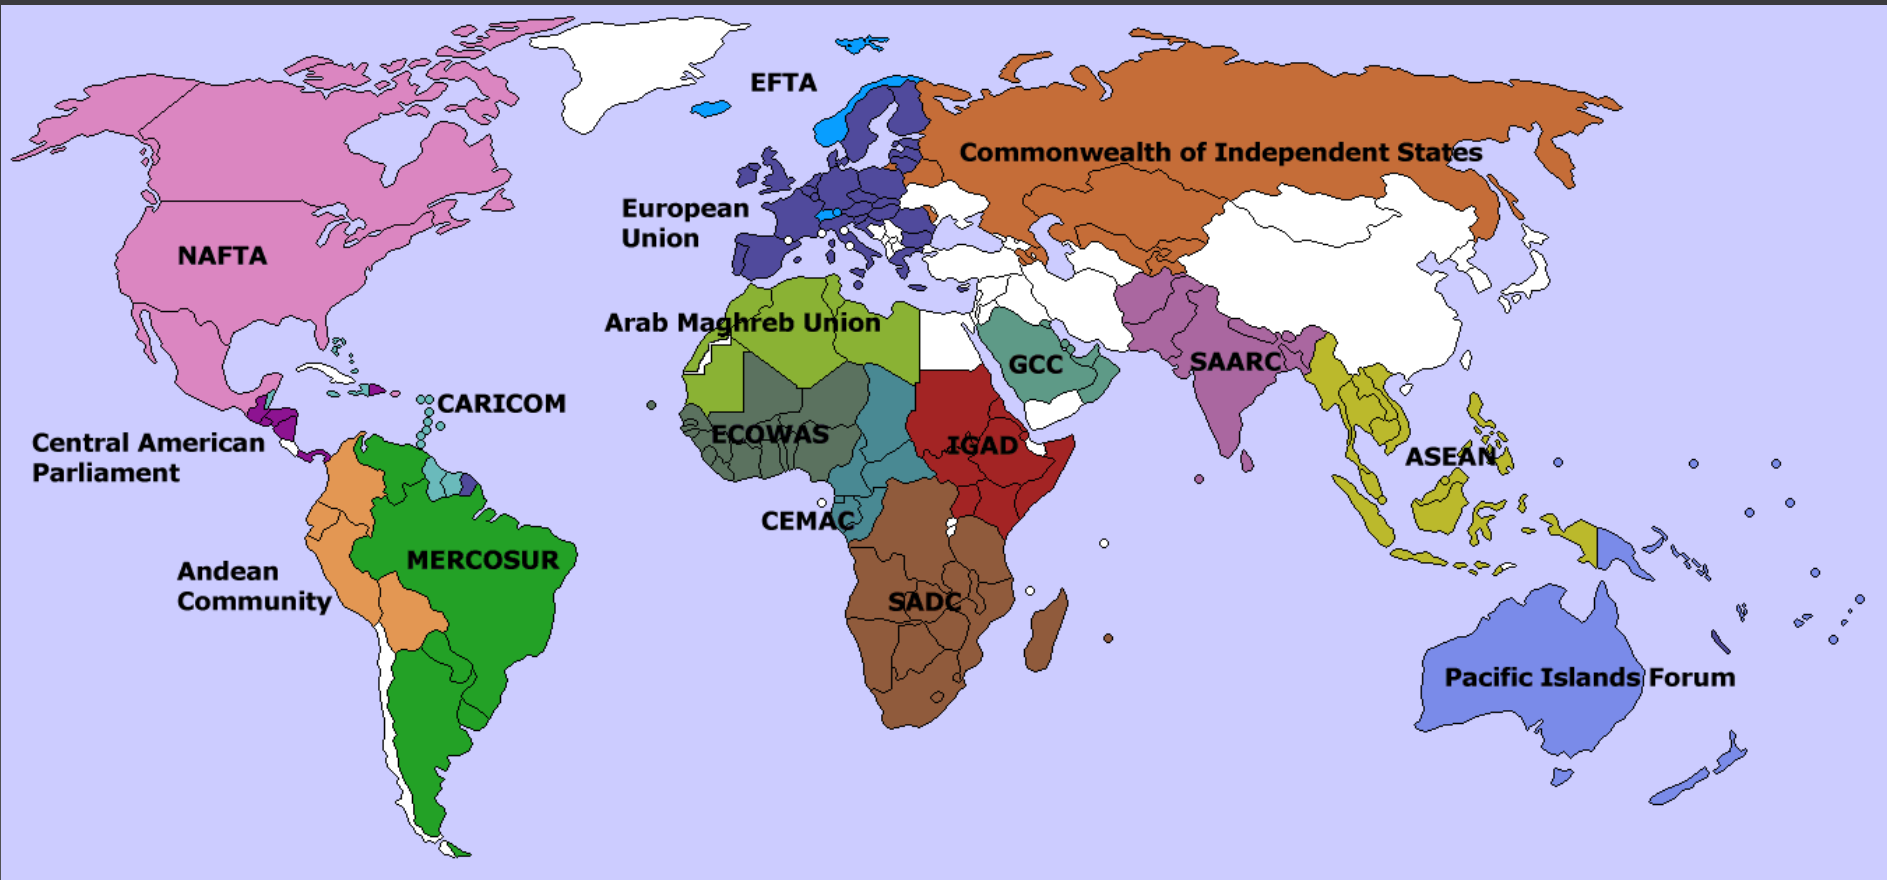 EFTA
Commonwealth of Independent States
European
Union
NAFTA
Arab Maghreb Union
GCC
SAARC
CARICOM
ECOWAS
IGAD
Central American
Parliament
ASEAN
CEMAC
MERCOSUR
Andean
Community
SADC
Pacific Islands Forum